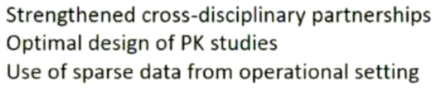 Strengthened cross-disciplinary partnerships
Optimal design of PK studies
Use of sparse data from operational setting